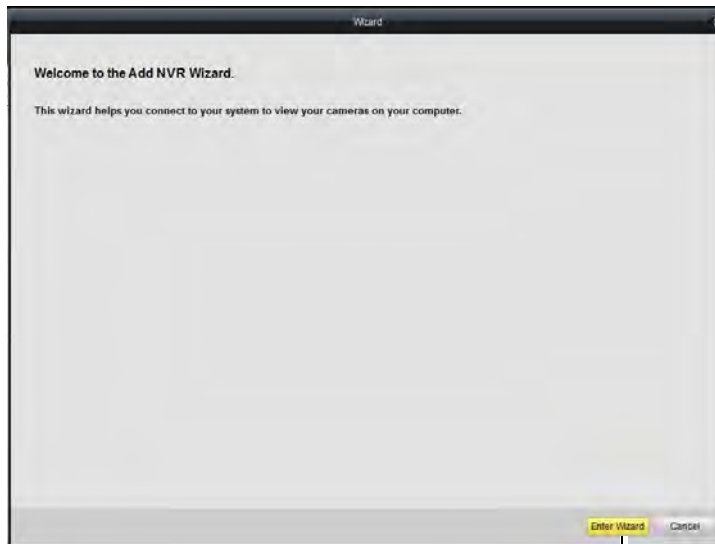 Wizard
Welcome to the Add NVR Wizard.
This wizard helps you connect to your system to view your cameras on your computer.
Enter Wizard
Cancel